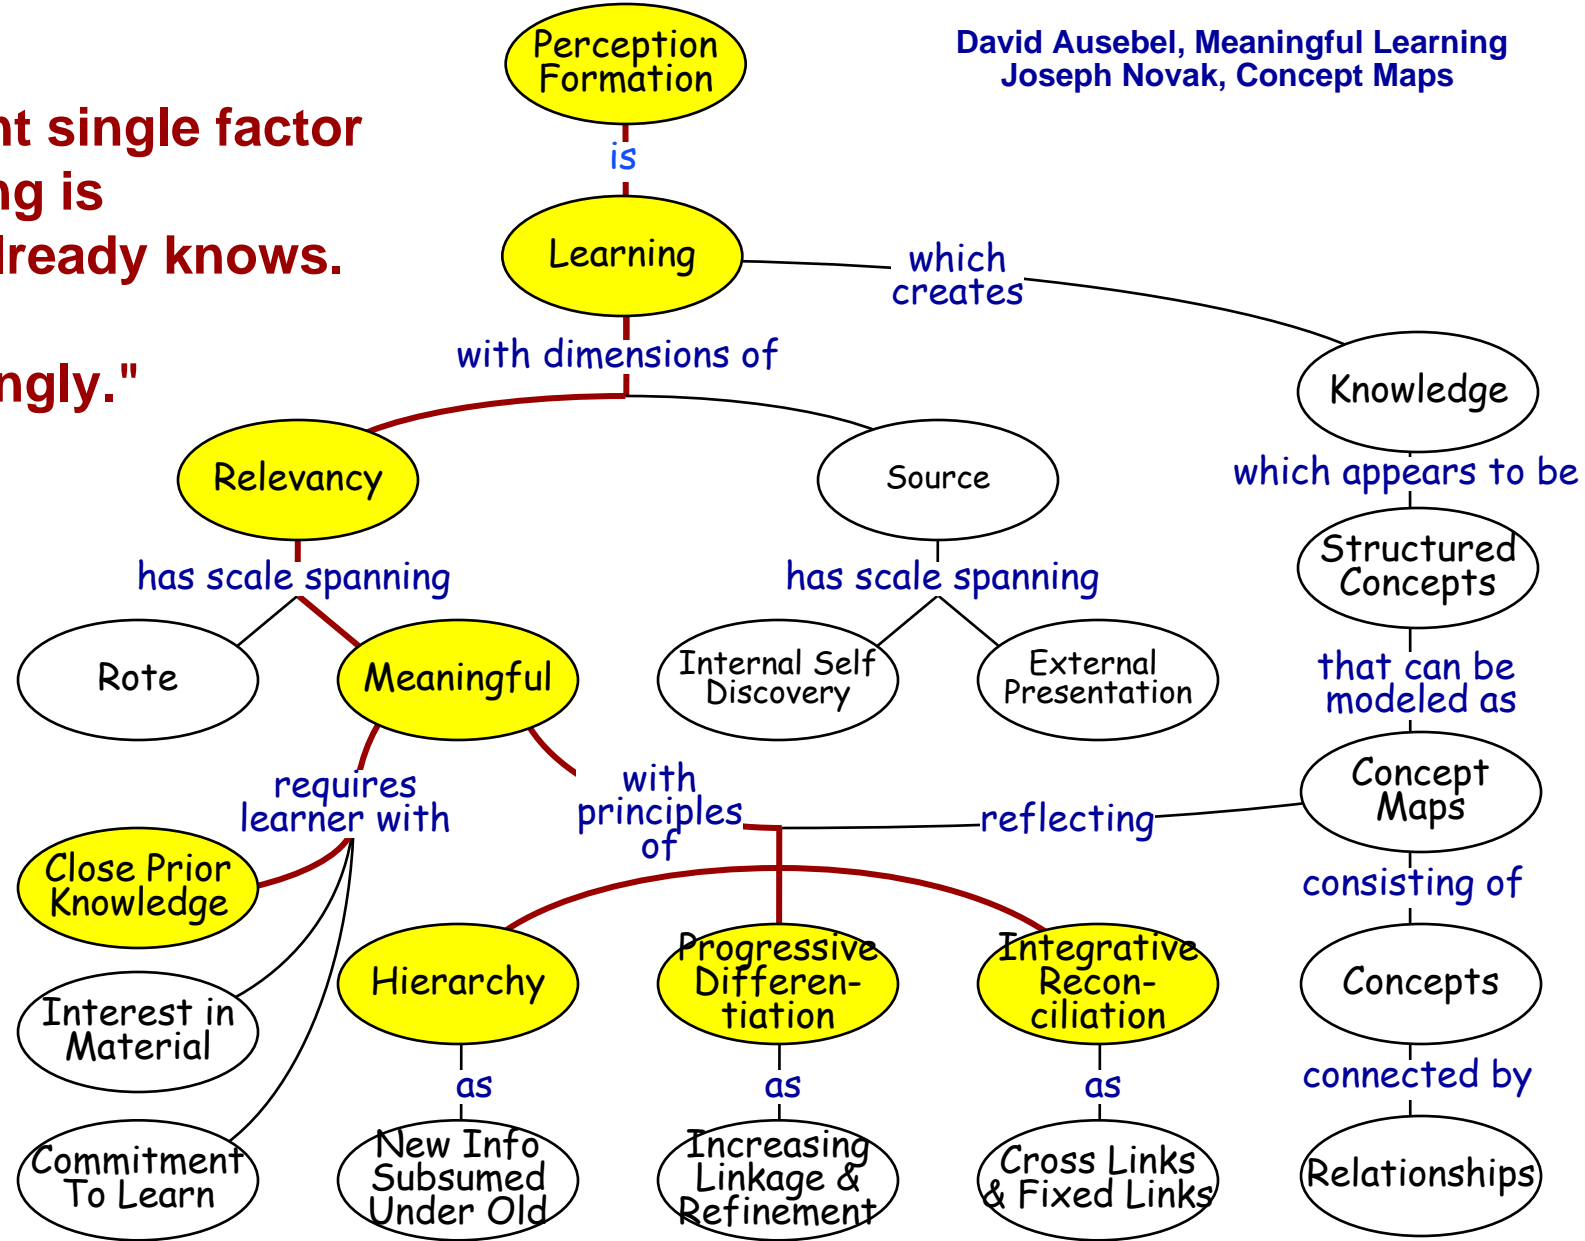 David Ausebel, Meaningful Learning
Joseph Novak, Concept Maps
Perception
Formation
single factor
is
already knows.
is
Learning
which
creates
with dimensions of
Knowledge
Relevancy
Source
which appears to be
has scale spanning
has scale spanning
Structured
Concepts
Rote
Meaningful
Internal Self
Discovery
External
Presentation
that can be
modeled as
requires
learner with
with
principles
of
reflecting
Concept
Maps
Close Prior
Knowledge
consisting of
Hierarchy
Progressive
Differen-
tiation
Integrative
Recon-
ciliation
Concepts
Interest in
Material
as
as
as
connected by
Commitment
To Learn
New Info
Subsumed
Under Old
Increasing
Linkage &
Refinement
Cross Links
& Fixed Links
Relationships